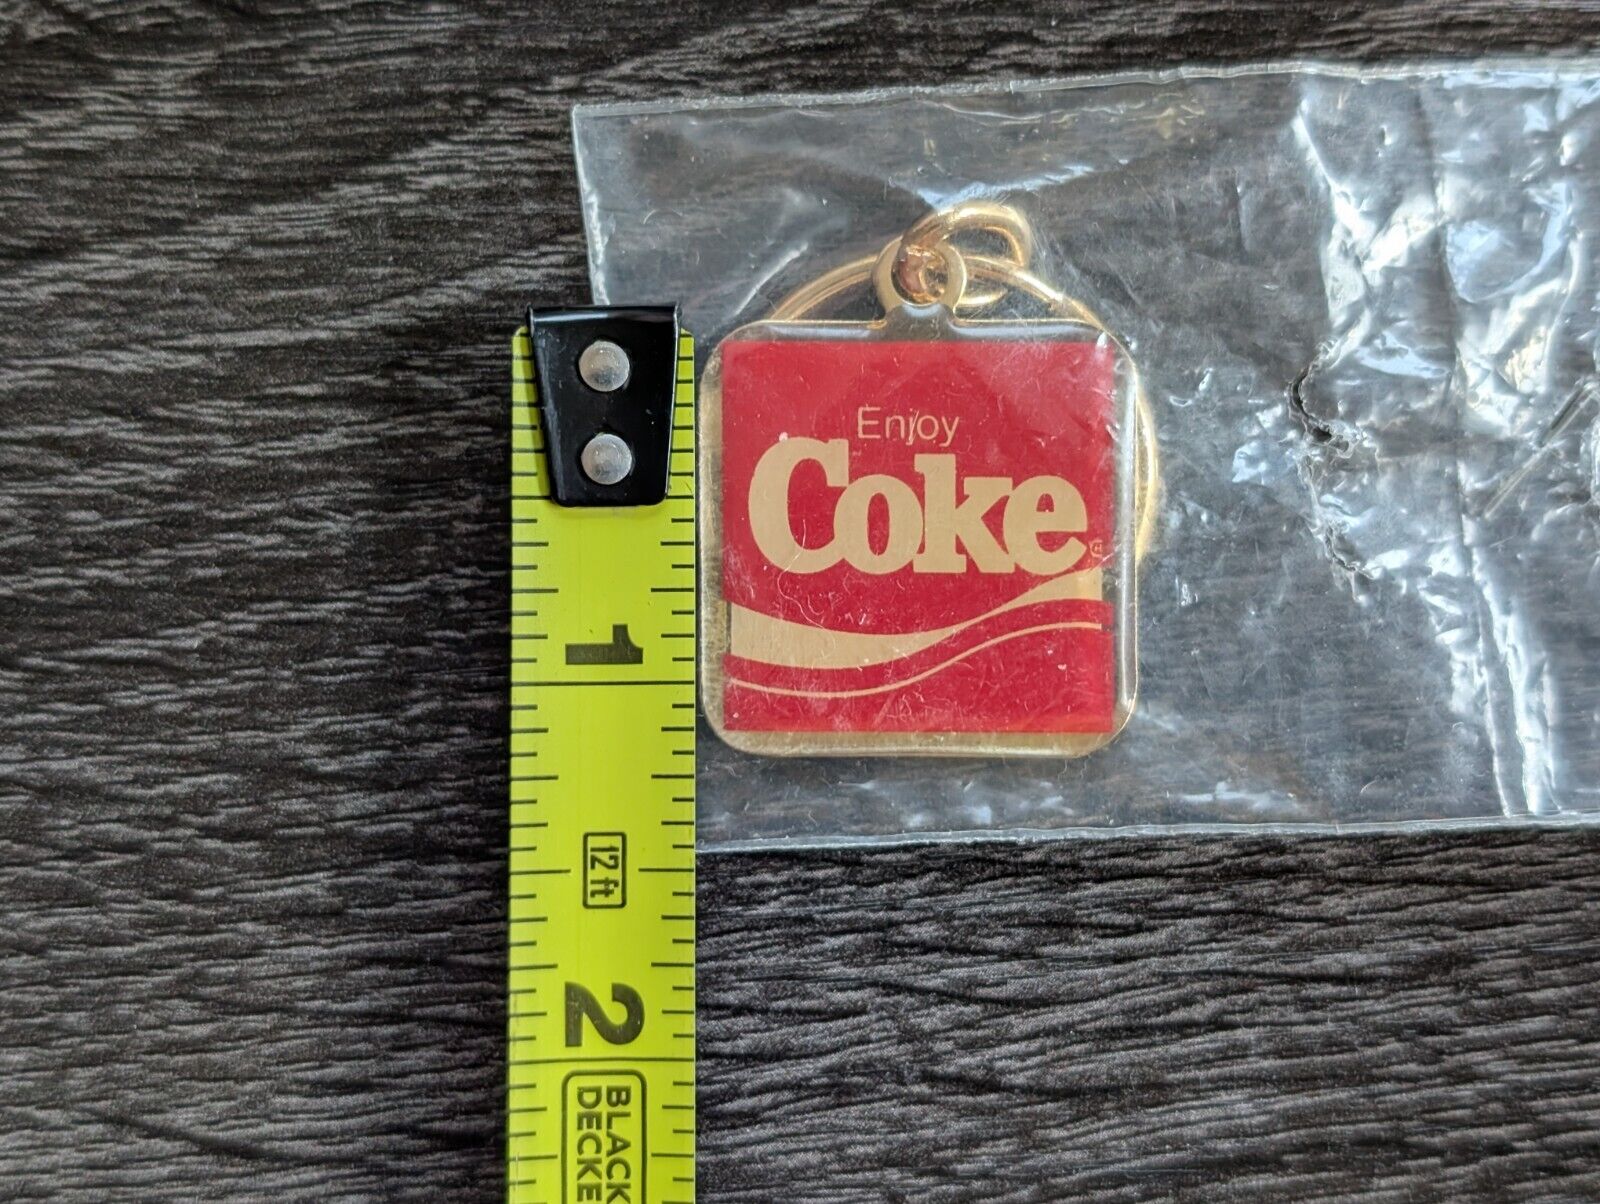 Enjoy
Coke
®
1
12 ft
2
BLACK
DECKE